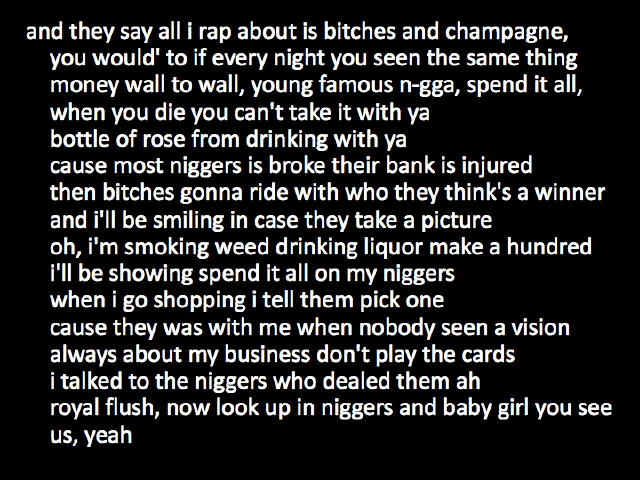 and they say all i rap about is bitches and champagne,
you would' to if every night you seen the same thing
money wall to wall, young famous n-gga, spend it all,
when you die you can't take it with ya
bottle of rose from drinking with ya
cause most niggers is broke their bank is injured
then bitches gonna ride with who they think's a winner
and i'll be smiling in case they take a picture
oh, i'm smoking weed drinking liquor make a hundred
i'll be showing spend it all on my niggers
when i go shopping i tell them pick one
cause they was with me when nobody seen a vision
always about my business don't play the cards
i talked to the niggers who dealed them ah
royal flush, now look up in niggers and baby girl you see
us, yeah